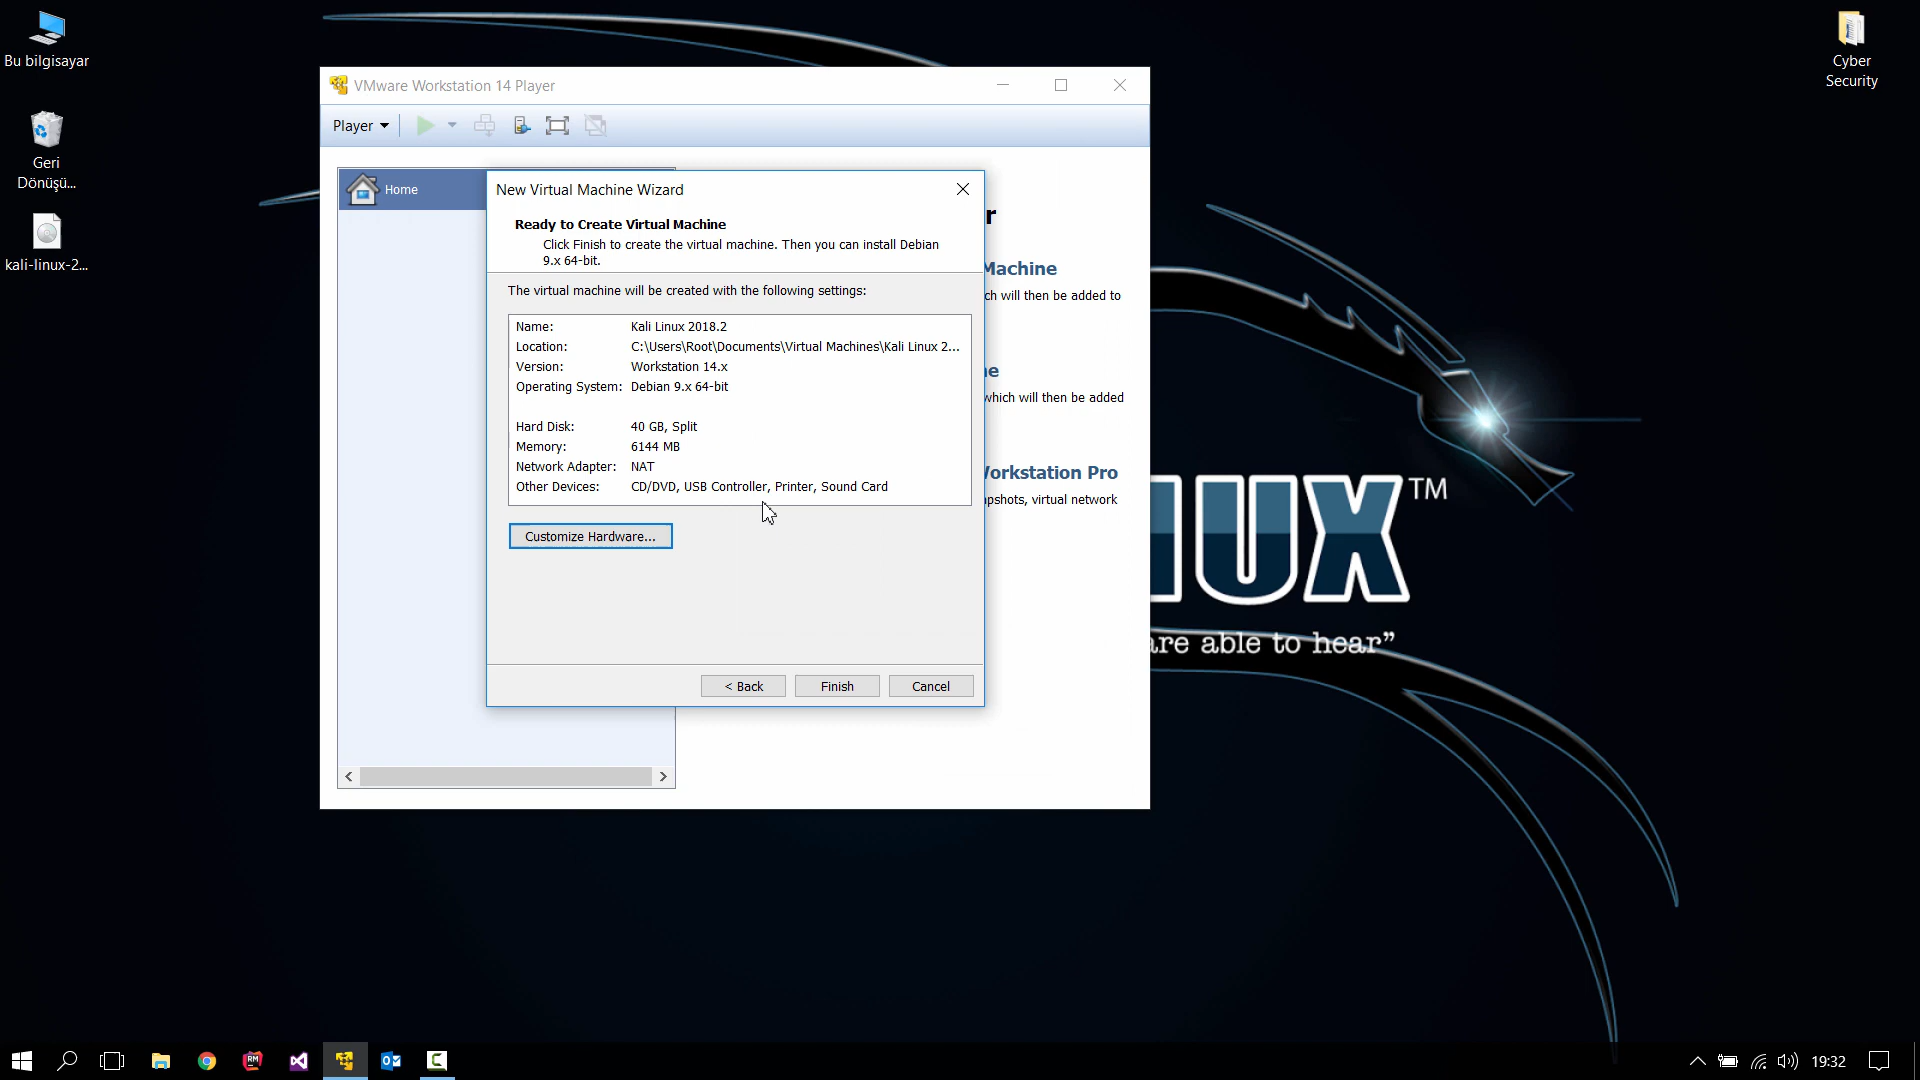 Bu bilgisayar
Geri
Dönüşü...
kali-linux-2...
Cyber
Security
VMware Workstation 14 Player
Player
Home
New Virtual Machine Wizard
Ready to Create Virtual Machine
Click Finish to create the virtual machine. Then you can install Debian
9.x 64-bit.
The virtual machine will be created with the following settings:
Name: Kali Linux 2018.2
Location: C:\Users\Root\Documents\Virtual Machines\Kali Linux 2...
Version: Workstation 14.x
Operating System: Debian 9.x 64-bit
Hard Disk: 40 GB, Split
Memory: 6144 MB
Network Adapter: NAT
Other Devices: CD/DVD, USB Controller, Printer, Sound Card
Customize Hardware...
< Back
Finish
Cancel
r
Machine
ch will then be added to
ne
which will then be added
Workstation Pro
apshots, virtual network
NUX™
are able to hear”
RM
19:32